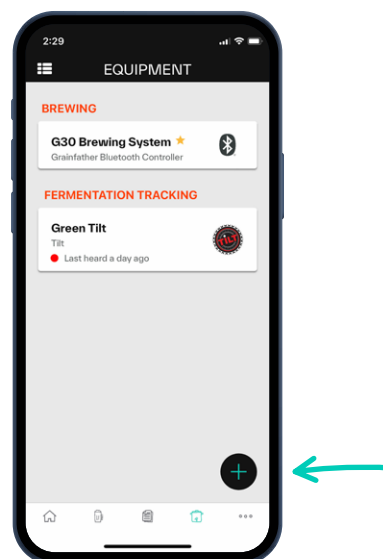 2:29
EQUIPMENT
BREWING
G30 Brewing System
Grainfather Bluetooth Controller
FERMENTATION TRACKING
Green Tilt
Tilt
TILT
Last heard a day ago